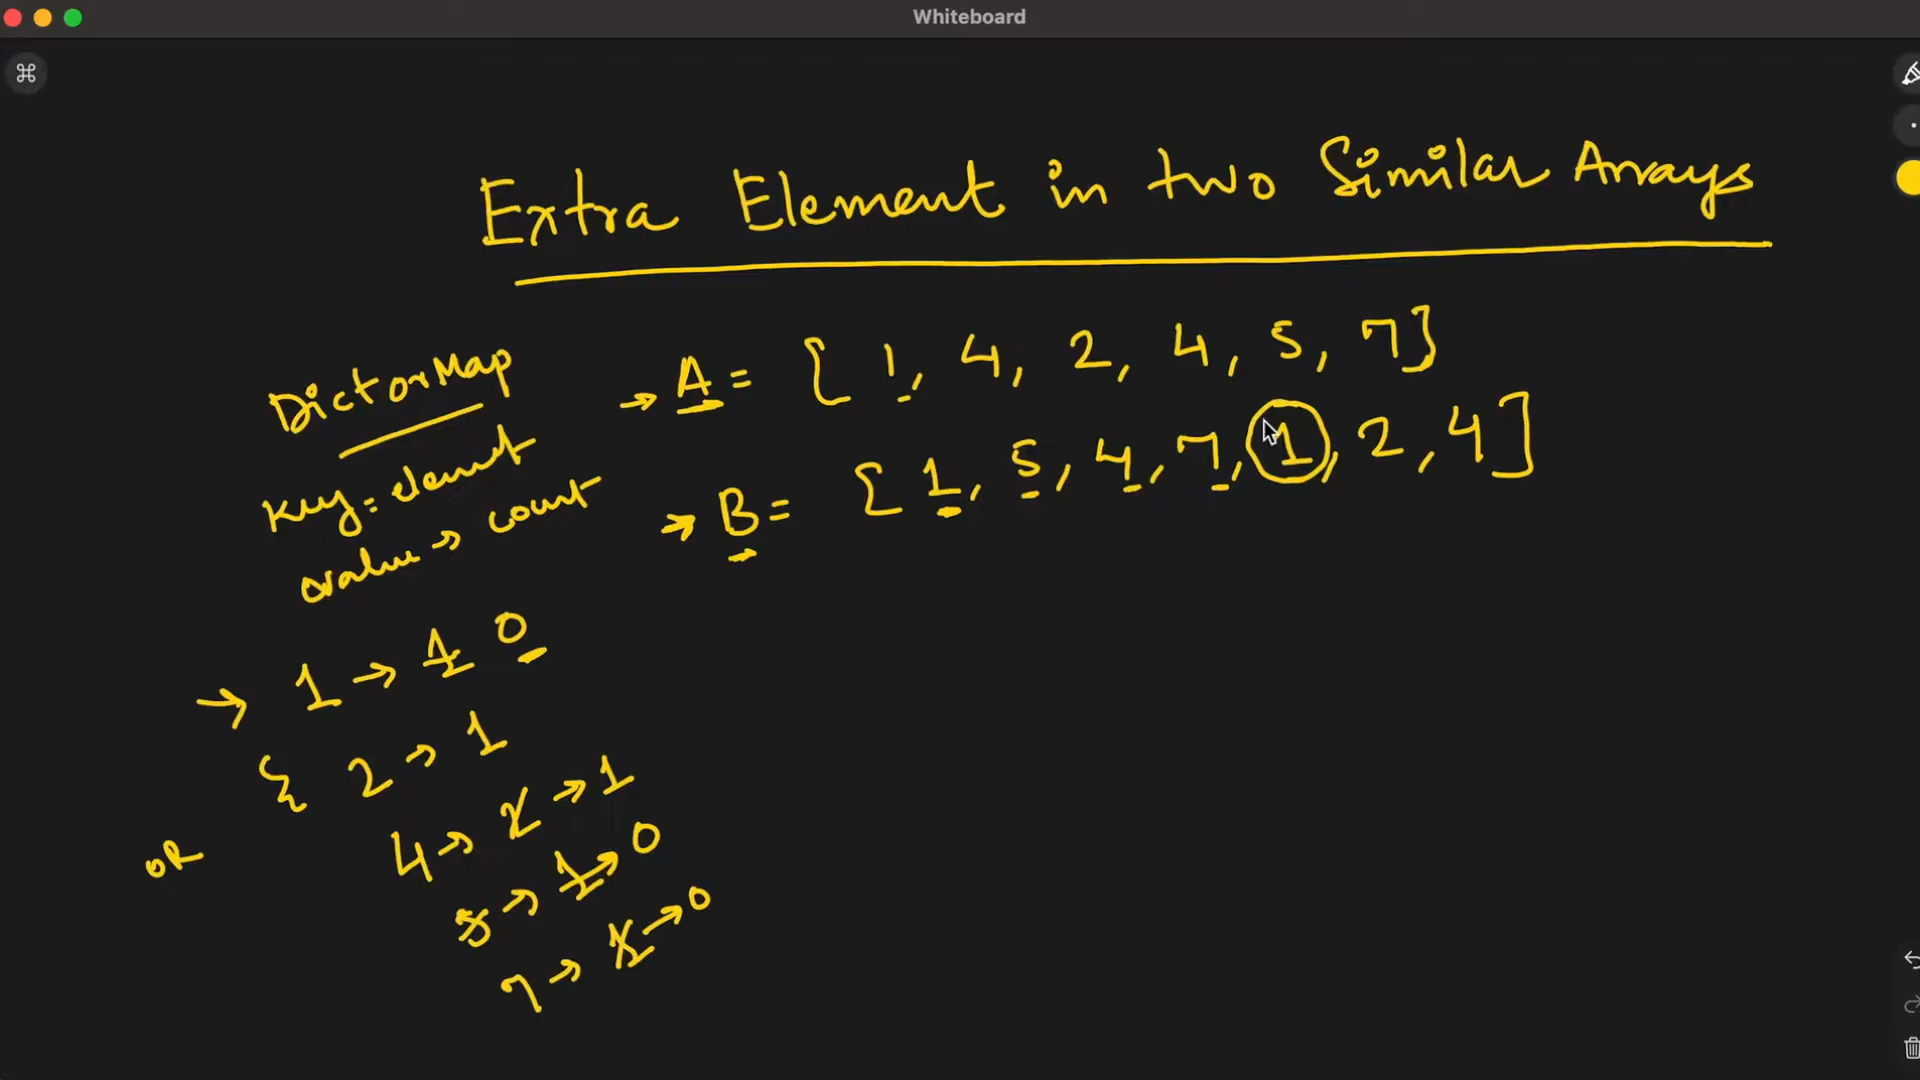 Whiteboard
Extra Element in two Similar Arrays
→ A = { 1, 4, 2, 4, 5, 7]
→ B = { 1, 5, 4, 7, 1, 2, 4]
Dict or Map
Key = elemut
value → count
→ 1 → 1 0
{ 2 → 1
4 → 2 → 1
OR
5 → 1 → 0
7 → 1 → 0